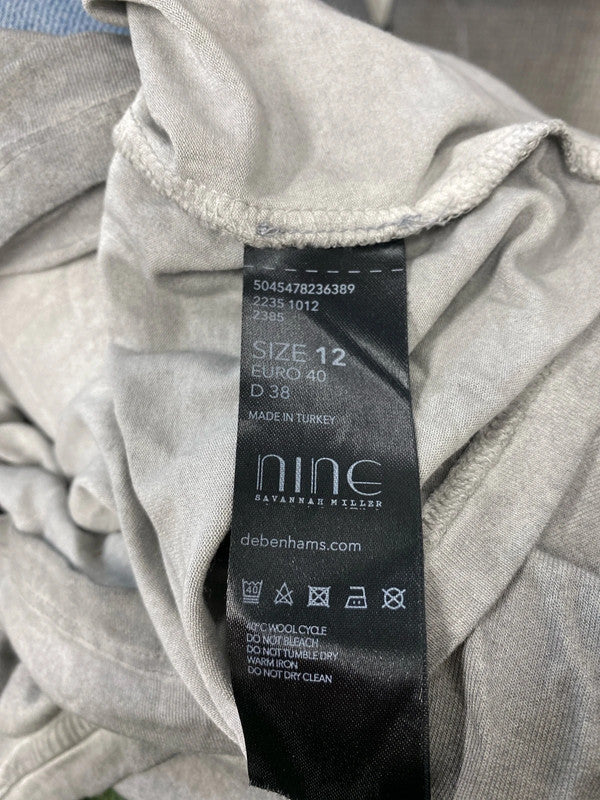 5045478236389
2235 1012
2385
SIZE 12
EURO 40
D 38
MADE IN TURKEY
nine
SAVANNAH MILLER
debenhams.com
40
40°C WOOL CYCLE
DO NOT BLEACH
DO NOT TUMBLE DRY
WARM IRON
DO NOT DRY CLEAN